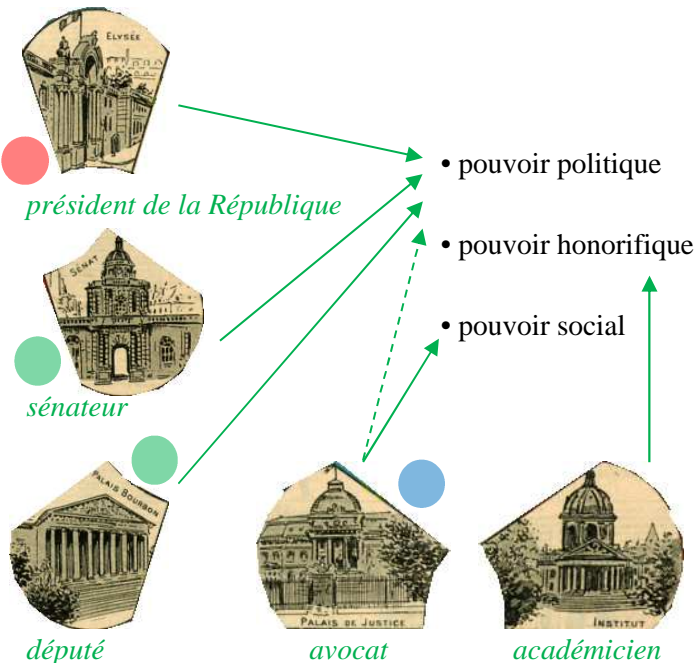 ELYSÉE
• pouvoir politique
président de la République
• pouvoir honorifique
SÉNAT
• pouvoir social
sénateur
PALAIS BOURBON
PALAIS DE JUSTICE
INSTITUT
député
avocat
académicien